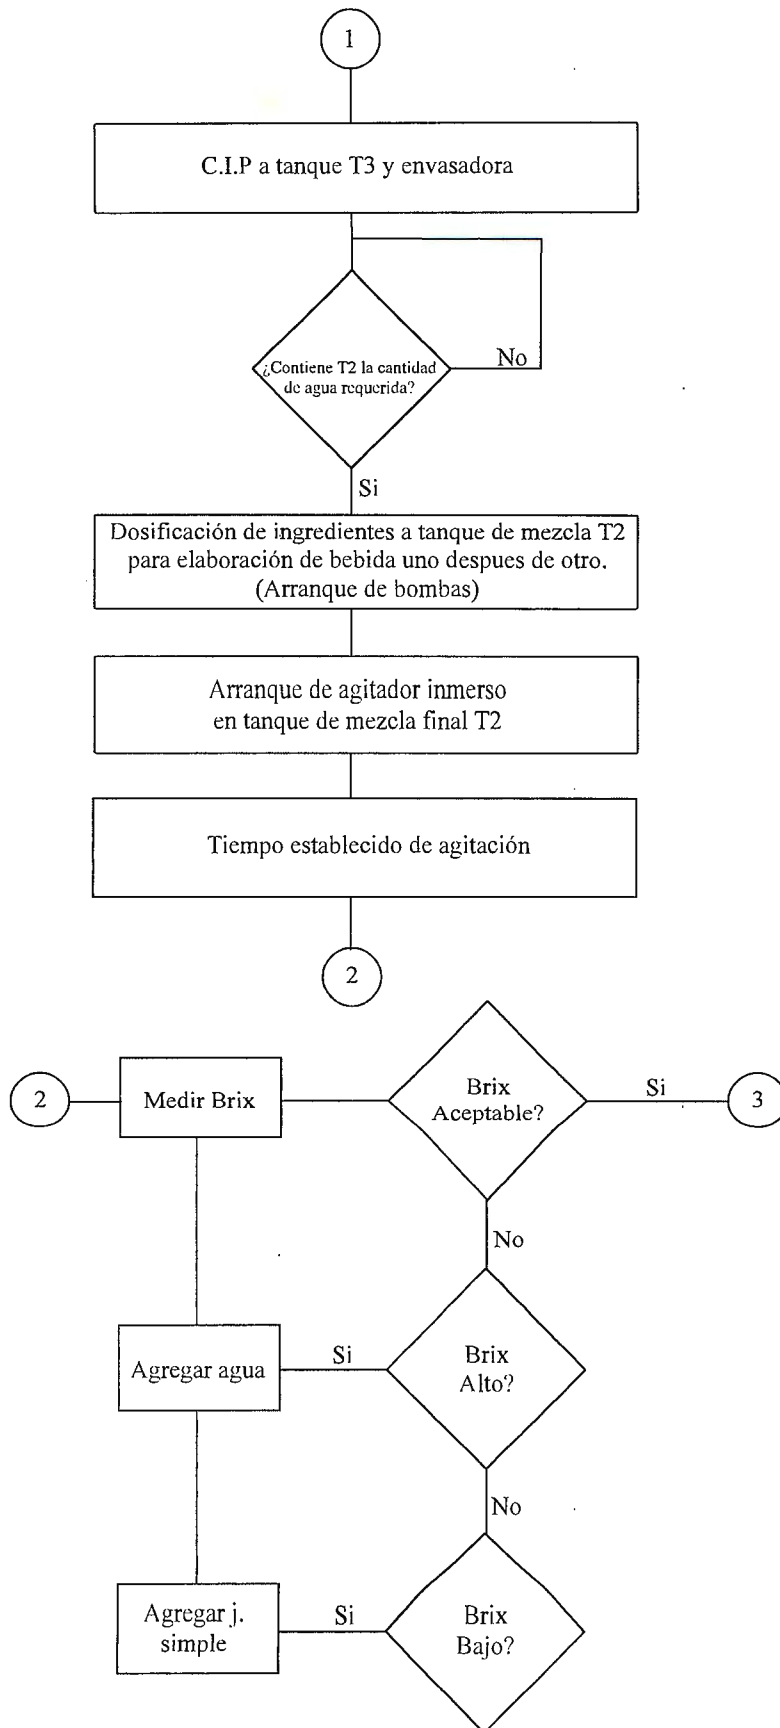 1
C.I.P a tanque T3 y envasadora
¿Contiene T2 la cantidad
de agua requerida?
No
Si
Dosificación de ingredientes a tanque de mezcla T2
para elaboración de bebida uno despues de otro.
(Arranque de bombas)
Arranque de agitador inmerso
en tanque de mezcla final T2
Tiempo establecido de agitación
2
2
Medir Brix
Brix
Aceptable?
Si
3
No
Agregar agua
Si
Brix
Alto?
No
Agregar j.
simple
Si
Brix
Bajo?